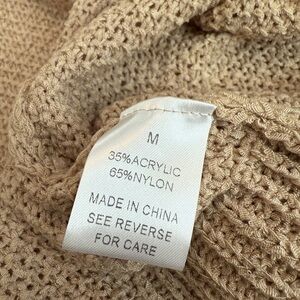 M
35%ACRYLIC
65%NYLON
MADE IN CHINA
SEE REVERSE
FOR CARE